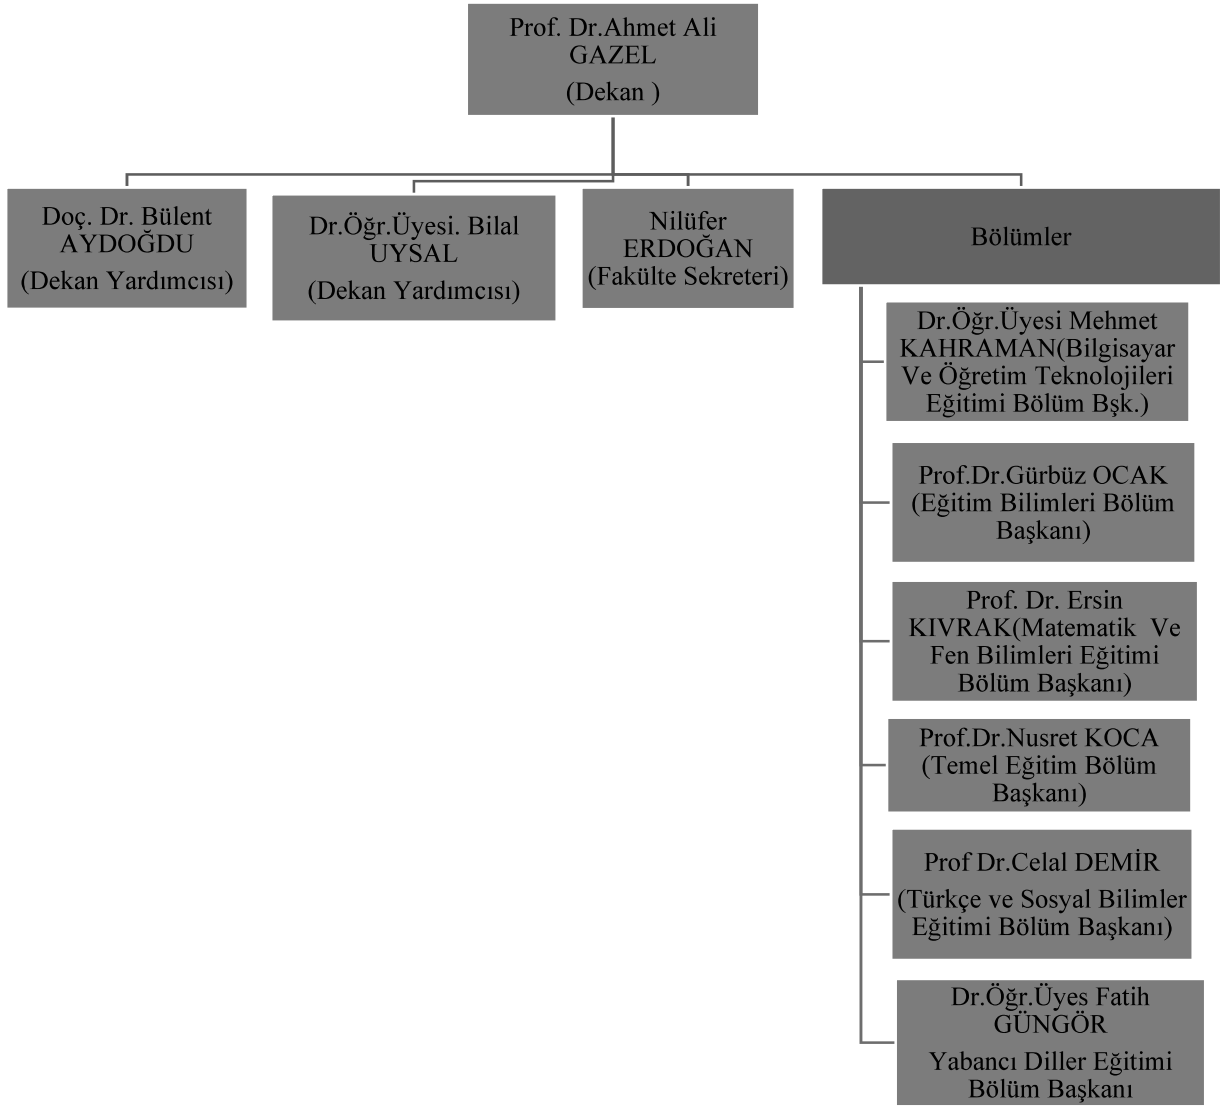 Prof. Dr.Ahmet Ali
GAZEL
(Dekan )
Doç. Dr. Bülent
AYDOĞDU
(Dekan Yardımcısı)
Dr.Öğr.Üyesi. Bilal
UYSAL
(Dekan Yardımcısı)
Nilüfer
ERDOĞAN
(Fakülte Sekreteri)
Bölümler
Dr.Öğr.Üyesi Mehmet
KAHRAMAN(Bilgisayar
Ve Öğretim Teknolojileri
Eğitimi Bölüm Bşk.)
Prof.Dr.Gürbüz OCAK
(Eğitim Bilimleri Bölüm
Başkanı)
Prof. Dr. Ersin
KIVRAK(Matematik  Ve
Fen Bilimleri Eğitimi
Bölüm Başkanı)
Prof.Dr.Nusret KOCA
(Temel Eğitim Bölüm
Başkanı)
Prof Dr.Celal DEMİR
(Türkçe ve Sosyal Bilimler
Eğitimi Bölüm Başkanı)
Dr.Öğr.Üyes Fatih
GÜNGÖR
Yabancı Diller Eğitimi
Bölüm Başkanı